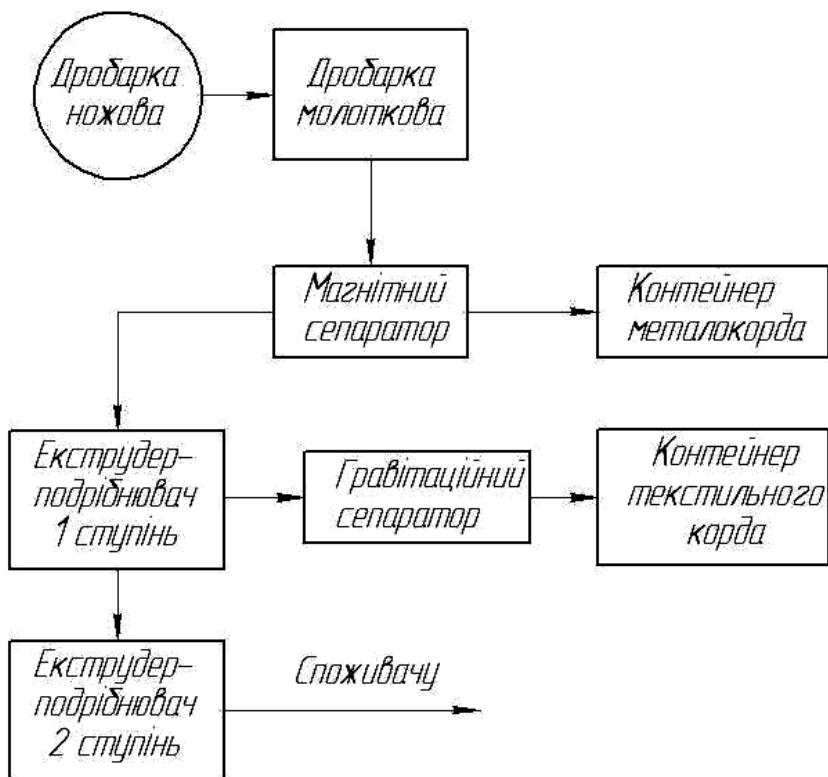 Дробарка
ножова
Дробарка
молоткова
Магнітний
сепаратор
Контейнер
металокорда
Екструдер-
подрібнювач
1 ступінь
Гравітаційний
сепаратор
Контейнер
текстильного
корда
Екструдер-
подрібнювач
2 ступінь
Споживачу